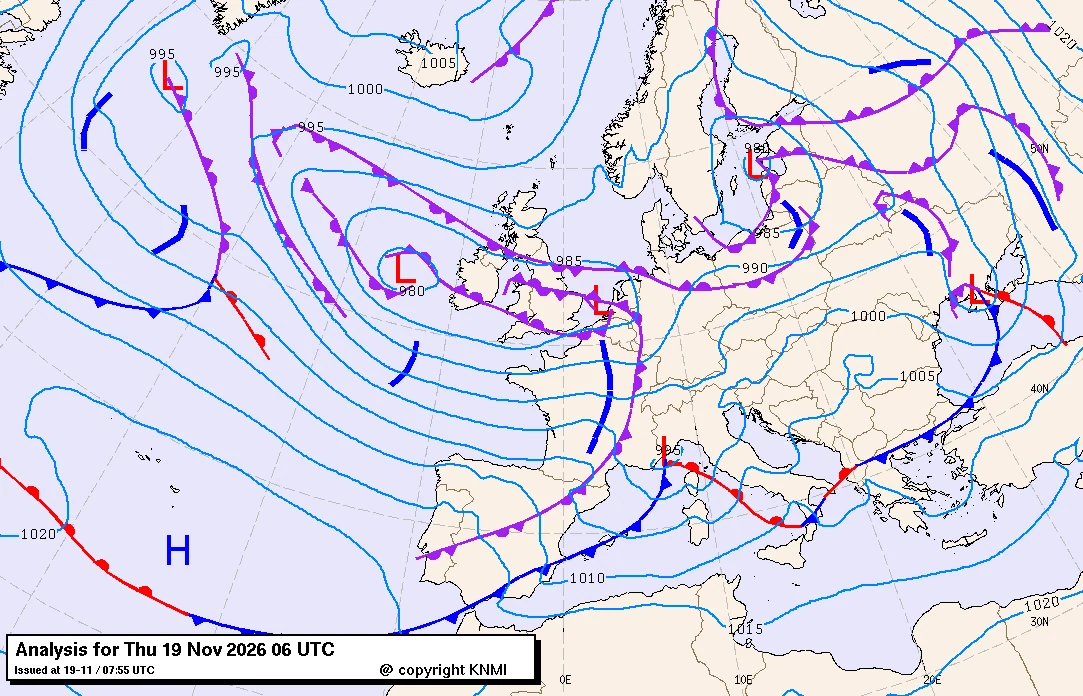 1020
995
L
995
1005
1000
995
980
L
50N
L
980
985
985
990
L
L
1000
1005
40N
L
995
1020
H
1010
1015
1020
30N
Analysis for Thu 19 Nov 2026 06 UTC
Issued at 19-11 / 07:55 UTC
@ copyright KNMI
0E
10E
20E